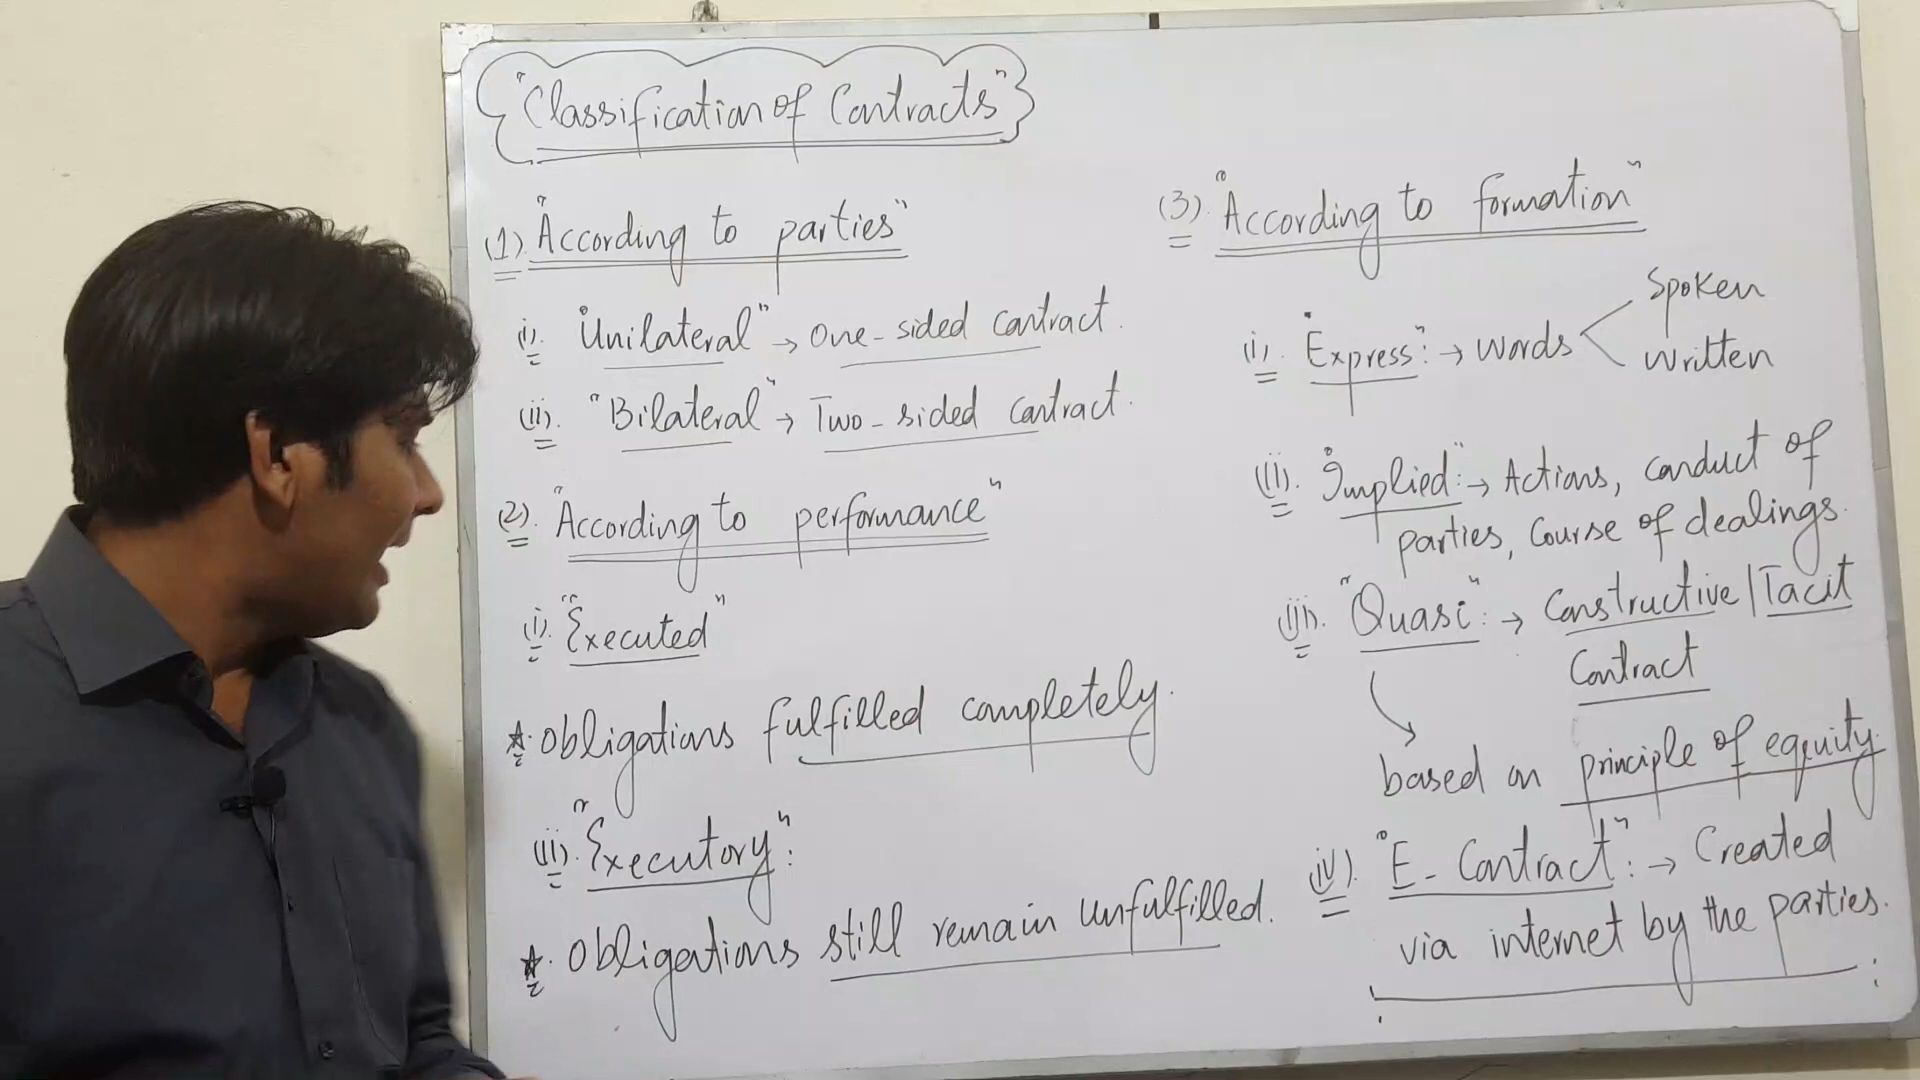 "Classification of Contracts"
(1). "According to parties"
(i). "Unilateral" → One-sided contract.
(ii). "Bilateral" → Two-sided contract.
(2). "According to performance"
(i). "Executed"
obligations fulfilled completely.
(ii). "Executory":
obligations still remain unfulfilled.
(3). "According to formation"
(i). "Express": → words
Spoken
written
(ii). "Implied": → Actions, conduct of
parties, Course of dealings.
(iii). "Quasi": → Constructive/Tacit
Contract
based on principle of equity.
(iv). "E-Contract": → Created
via internet by the parties.